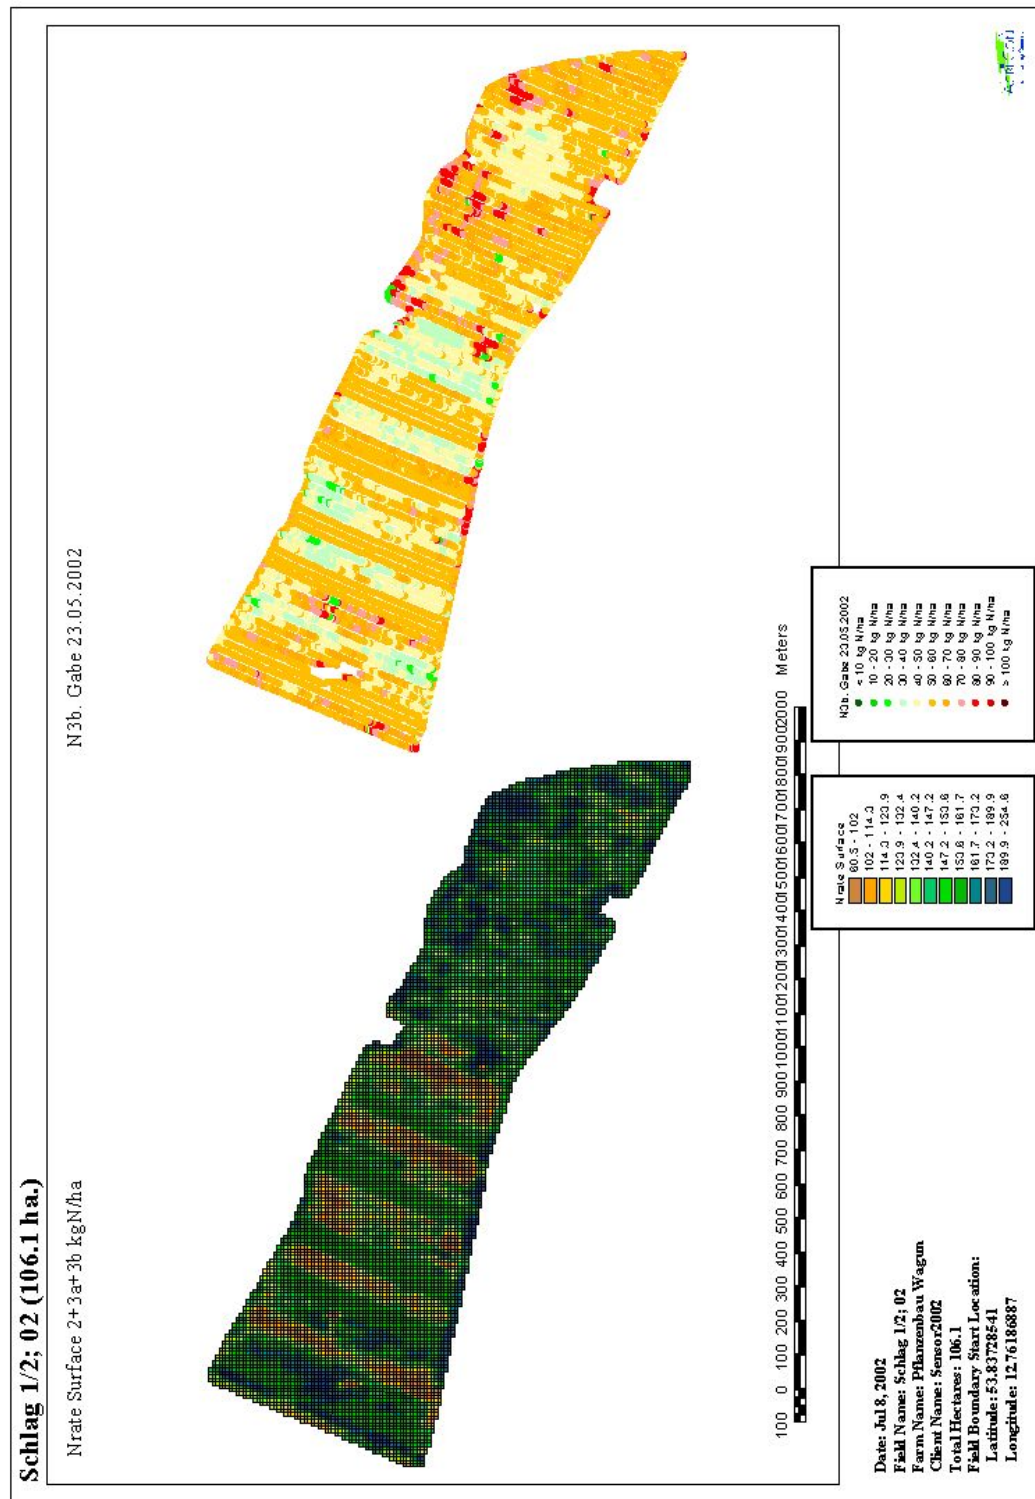 Schlag 1/2; 02 (106.1 ha.)
Nrate Surface 2+3a+3b kgN/ha
N3b. Gabe 23.05.2002
100 0 100 200 300 400 500 600 700 800 900 1000 1100 1200 1300 1400 1500 1600 1700 1800 1900 2000 Meters
Date: Jul 8, 2002
Field Name: Schlag 1/2; 02
Farm Name: Pflanzenbau Wagun
Client Name: Sensor2002
Total Hectares: 106.1
Field Boundary Start Location:
Latitude: 53.83728541
Longitude: 12.76186887
Nrate Surface
60.5 - 102
102 - 114.3
114.3 - 123.9
123.9 - 132.4
132.4 - 140.2
140.2 - 147.2
147.2 - 153.6
153.6 - 161.7
161.7 - 173.2
173.2 - 189.9
189.9 - 254.6
N3b. Gabe 23.05.2002
< 10 kg N/ha
10 - 20 kg N/ha
20 - 30 kg N/ha
30 - 40 kg N/ha
40 - 50 kg N/ha
50 - 60 kg N/ha
60 - 70 kg N/ha
70 - 80 kg N/ha
80 - 90 kg N/ha
90 - 100 kg N/ha
> 100 kg N/ha